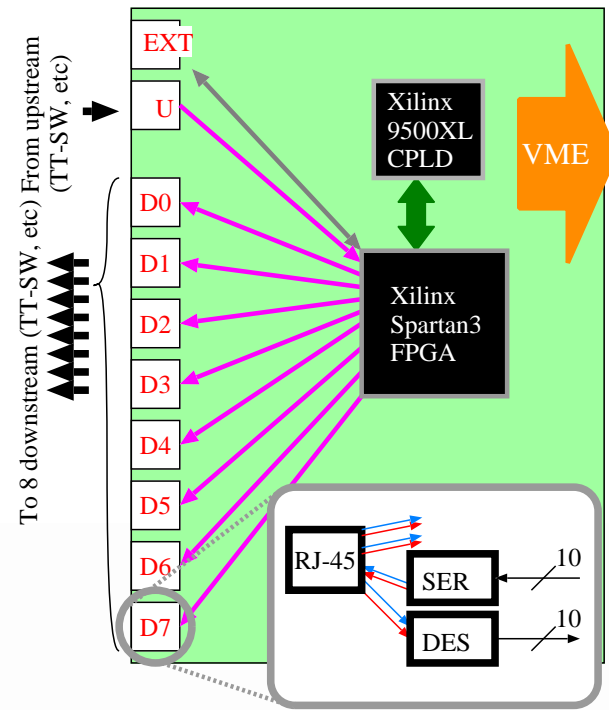 EXT
U
D0
D1
D2
D3
D4
D5
D6
D7
From upstream
(TT-SW, etc)
To 8 downstream (TT-SW, etc)
Xilinx
9500XL
CPLD
VME
Xilinx
Spartan3
FPGA
RJ-45
SER
10
DES
10